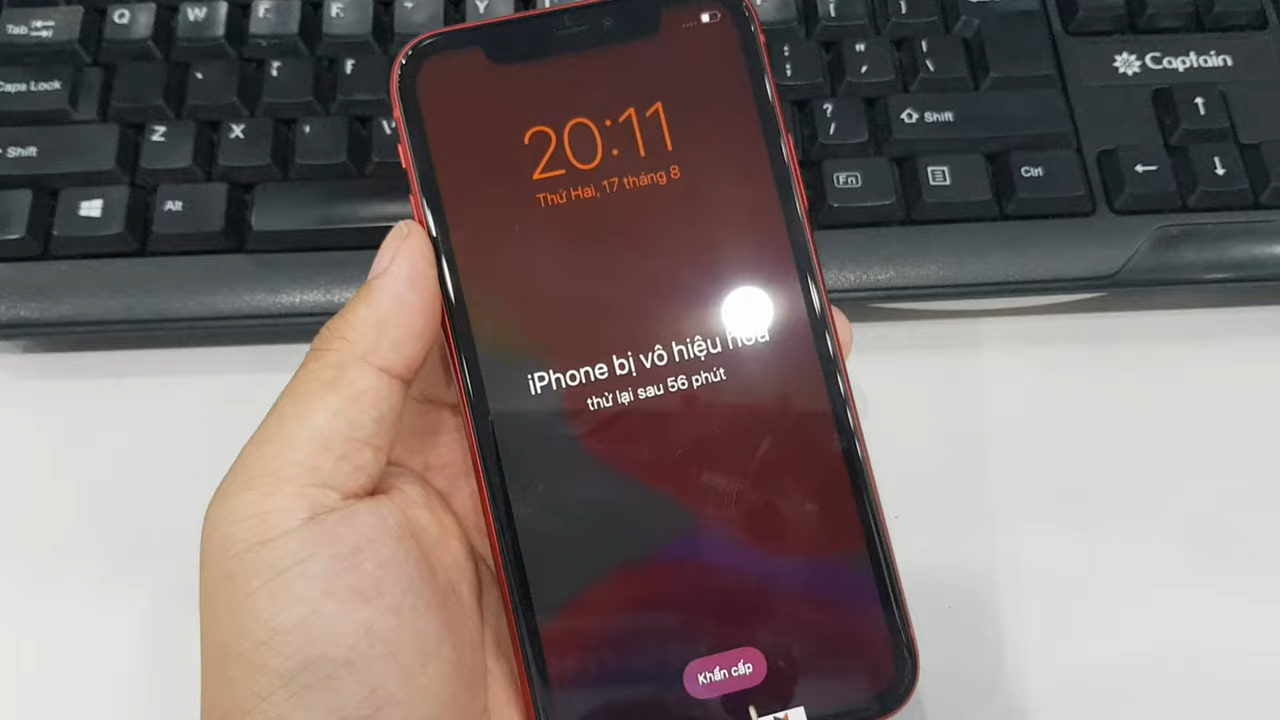 Tab
Q
W
Y
Caps Lock
Captain
Shift
Z
X
? /
Shift
Alt
Fn
Ctrl
20:11
Thứ Hai, 17 tháng 8
iPhone bị vô hiệu hóa
thử lại sau 56 phút
Khẩn cấp